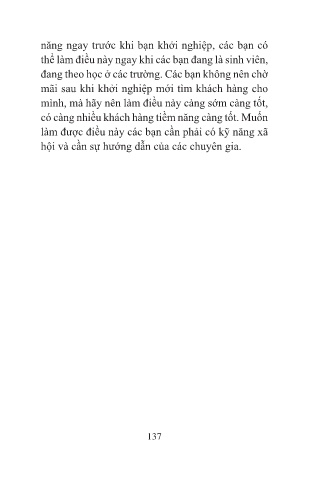 năng ngay trước khi bạn khởi nghiệp, các bạn có
thể làm điều này ngay khi các bạn đang là sinh viên,
đang theo học ở các trường. Các bạn không nên chờ
mãi sau khi khởi nghiệp mới tìm khách hàng cho
mình, mà hãy nên làm điều này càng sớm càng tốt,
có càng nhiều khách hàng tiềm năng càng tốt. Muốn
làm được điều này các bạn cần phải có kỹ năng xã
hội và cần sự hướng dẫn của các chuyên gia.
137